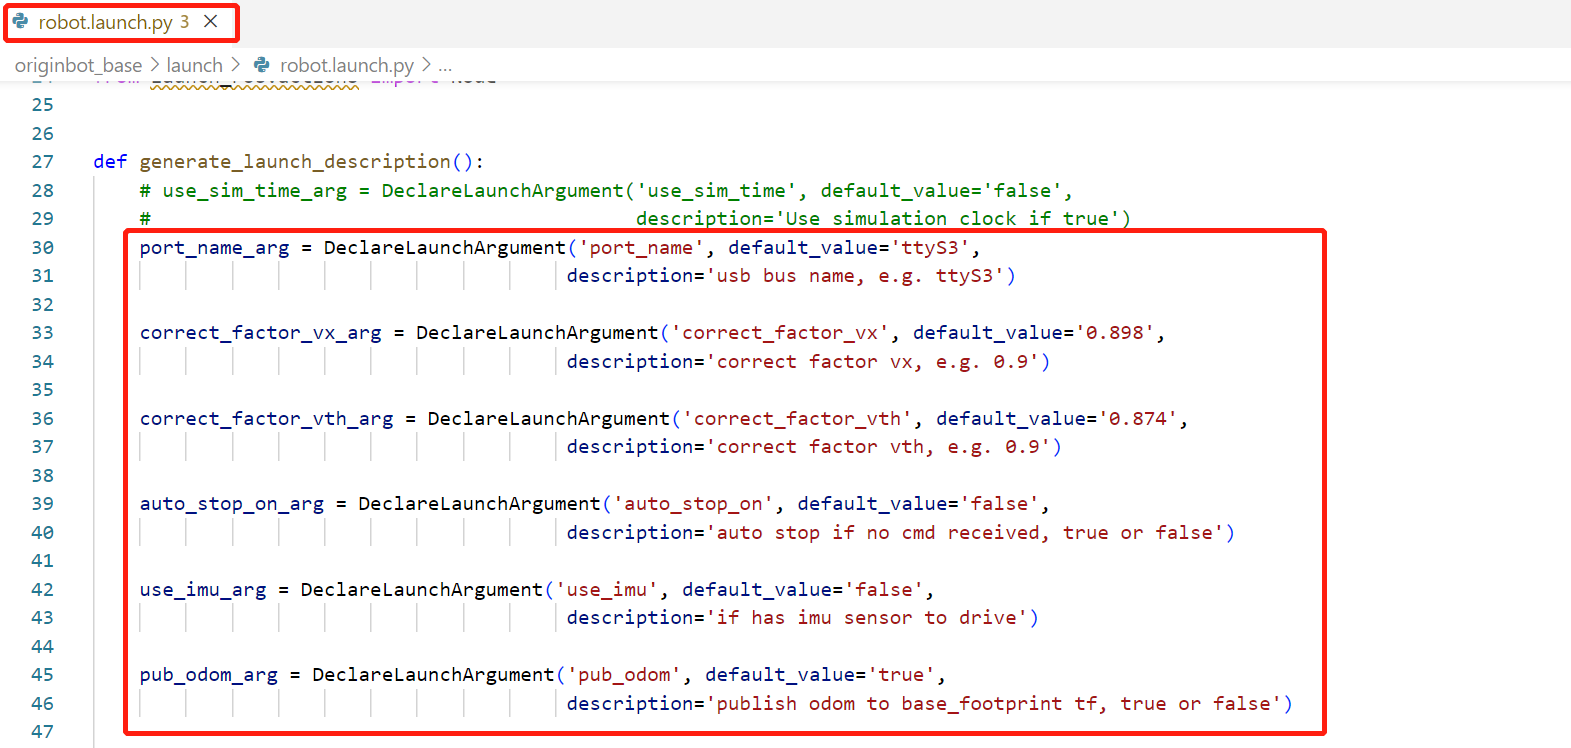 robot.launch.py 3
originbot_base > launch > robot.launch.py > ...
25
26
27 def generate_launch_description():
28 # use_sim_time_arg = DeclareLaunchArgument('use_sim_time', default_value='false',
29 # description='Use simulation clock if true')
30 port_name_arg = DeclareLaunchArgument('port_name', default_value='ttyS3',
31 description='usb bus name, e.g. ttyS3')
32
33 correct_factor_vx_arg = DeclareLaunchArgument('correct_factor_vx', default_value='0.898',
34 description='correct factor vx, e.g. 0.9')
35
36 correct_factor_vth_arg = DeclareLaunchArgument('correct_factor_vth', default_value='0.874',
37 description='correct factor vth, e.g. 0.9')
38
39 auto_stop_on_arg = DeclareLaunchArgument('auto_stop_on', default_value='false',
40 description='auto stop if no cmd received, true or false')
41
42 use_imu_arg = DeclareLaunchArgument('use_imu', default_value='false',
43 description='if has imu sensor to drive')
44
45 pub_odom_arg = DeclareLaunchArgument('pub_odom', default_value='true',
46 description='publish odom to base_footprint tf, true or false')
47